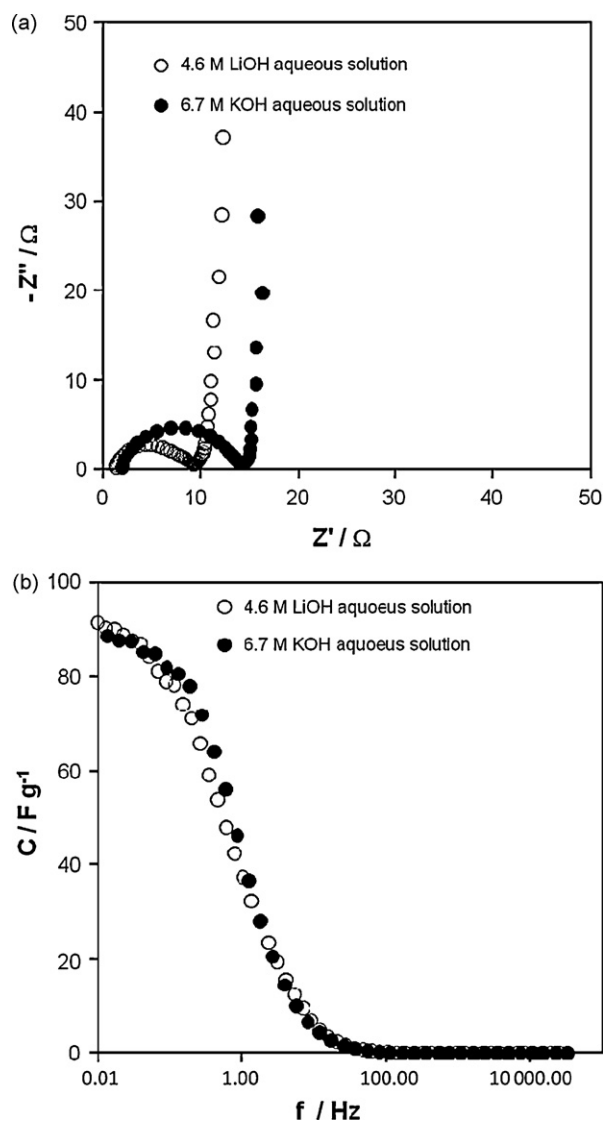 (a)
50
40
30
20
10
0
- Z" / Ω
4.6 M LiOH aqueous solution
6.7 M KOH aqueous solution
0 10 20 30 40 50
Z' / Ω
(b)
100
80
60
40
20
0
C / F g-1
4.6 M LiOH aquoeus solution
6.7 M KOH aquoeus solution
0.01 1.00 100.00 10 000.00
f / Hz